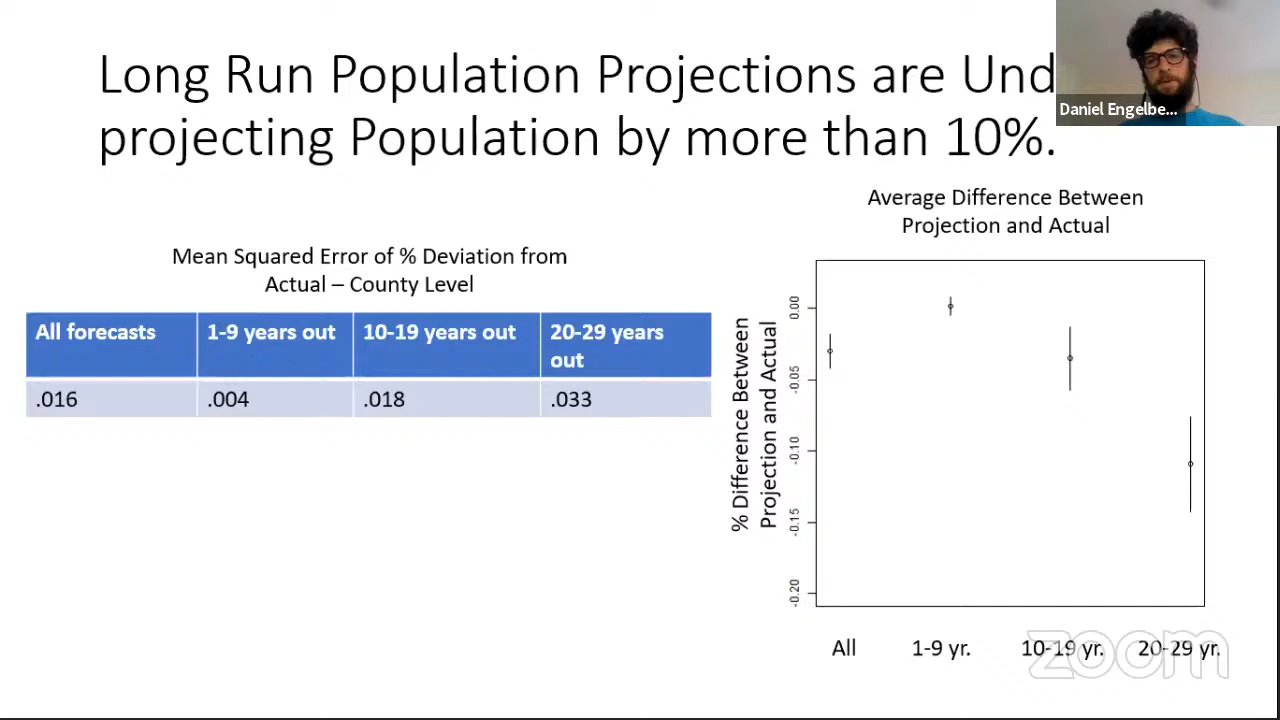 Long Run Population Projections are Und
projecting Population by more than 10%.
Daniel Engelbe...
Mean Squared Error of % Deviation from
Actual – County Level
All forecasts 1-9 years out 10-19 years out 20-29 years
out
.016 .004 .018 .033
Average Difference Between
Projection and Actual
% Difference Between
Projection and Actual
0.00
-0.05
-0.10
-0.15
-0.20
All 1-9 yr. 10-19 yr. 20-29 yr.
zoom